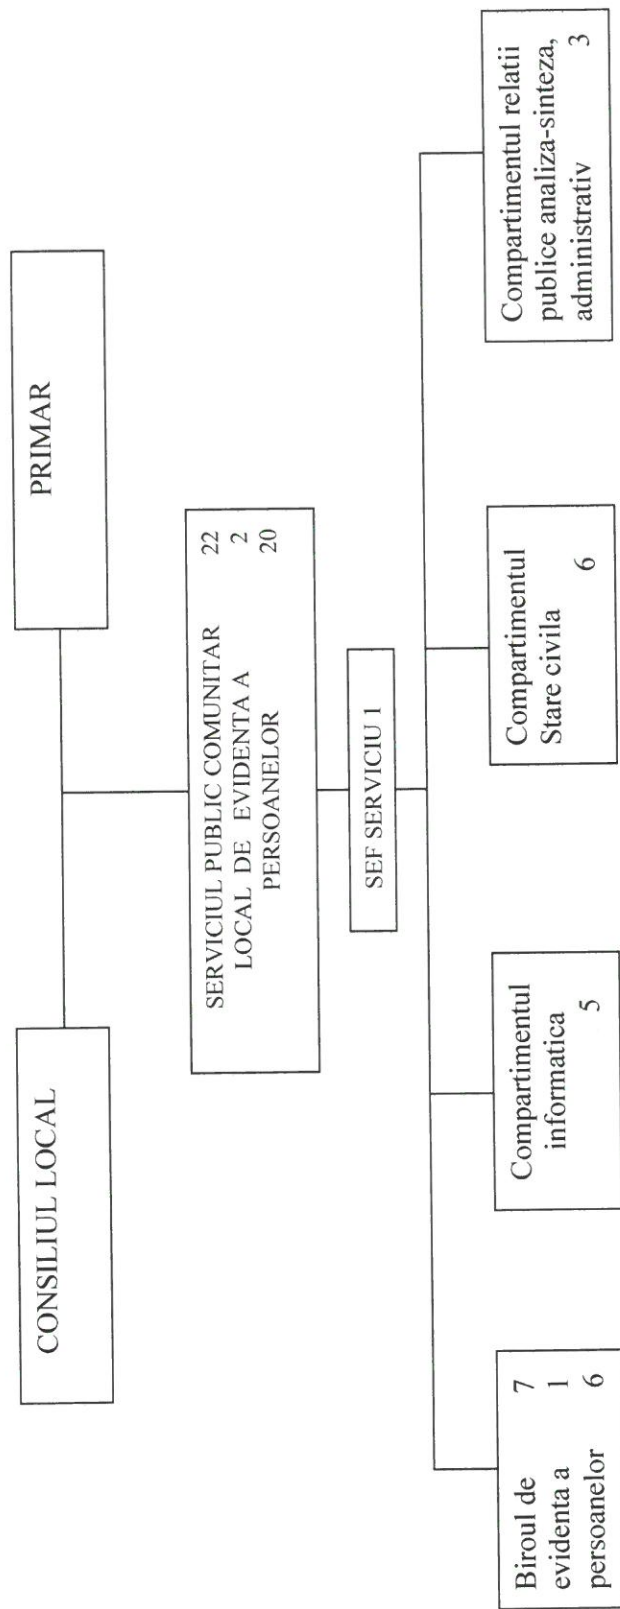 CONSILIUL LOCAL
PRIMAR
SERVICIUL PUBLIC COMUNITAR 22
LOCAL DE EVIDENTA A 2
PERSOANELOR 20
SEF SERVICIU 1
Biroul de 7
evidenta a 1
persoanelor 6
Compartimentul
informatica
5
Compartimentul
Stare civila
6
Compartimentul relatii
publice analiza-sinteza,
administrativ 3